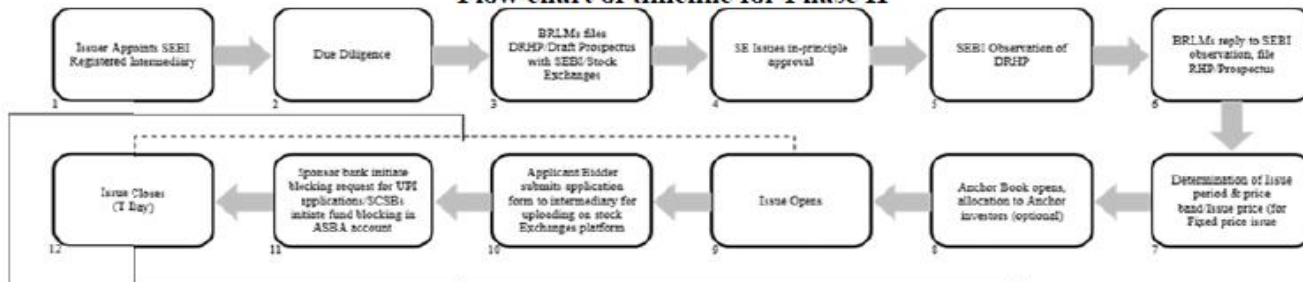 Flow chart of timeline for Phase II
Issuer Appoints SEBI
Registered Intermediary
1
Due Diligence
2
BRLMs files
DRHP/Draft Prospectus
with SEBI/Stock
Exchanges
3
SE Issues in-principle
approval
4
SEBI Observation of
DRHP
5
BRLMs reply to SEBI
observation, file
RHP/Prospectus
6
Determination of Issue
period & price
band/Issue price (for
Fixed price issue
7
Anchor Book opens,
allocation to Anchor
investors (optional)
8
Issue Opens
9
Applicant Bidder
submits application
form to intermediary for
uploading on stock
Exchanges platform
10
Sponsor bank initiate
blocking request for UPI
applications/SCSBs
initiate fund blocking in
ASBA account
11
Issue Closes
(T Day)
12